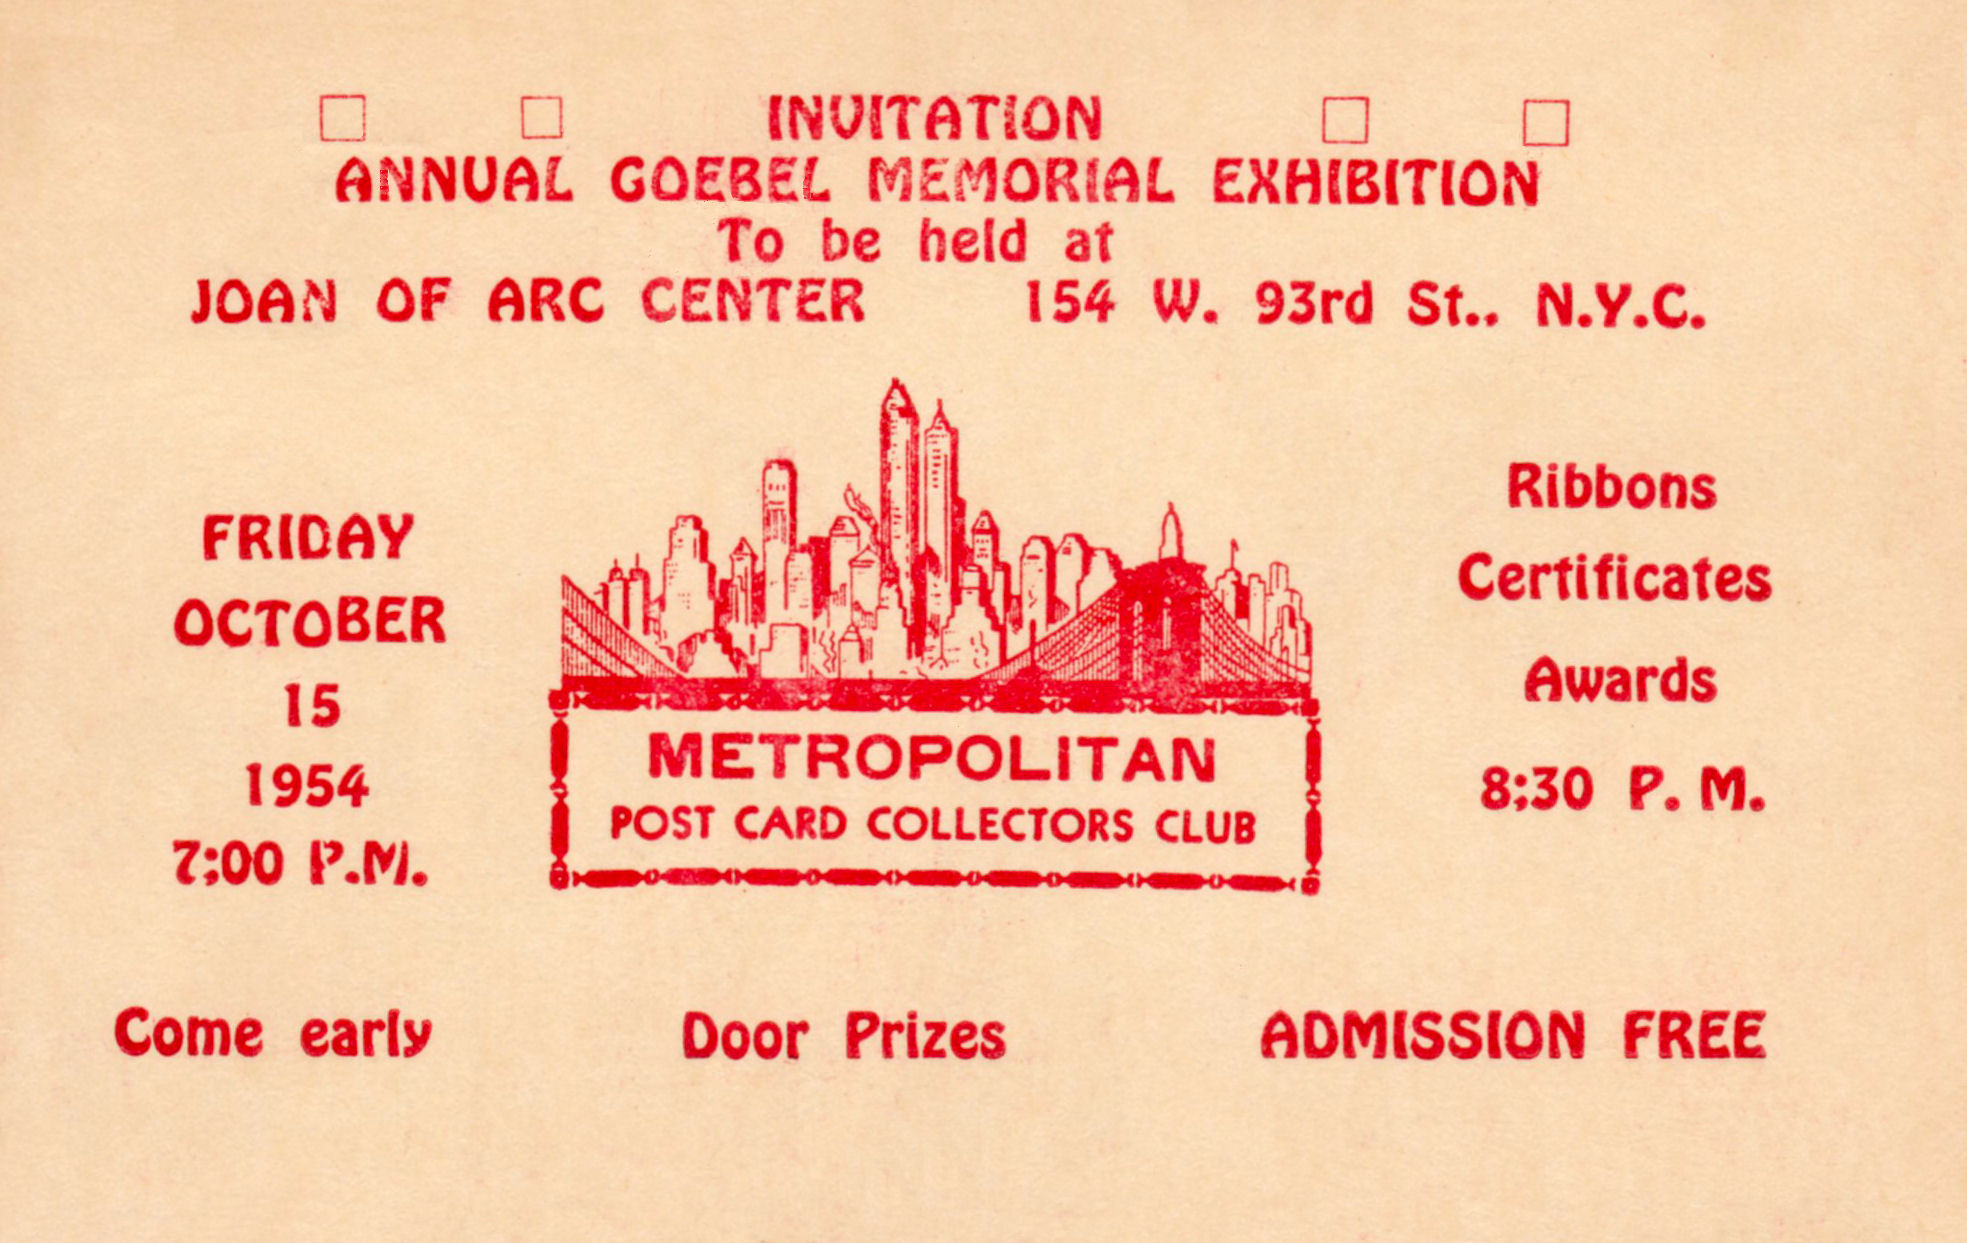 INVITATION
ANNUAL GOEBEL MEMORIAL EXHIBITION
To be held at
JOAN OF ARC CENTER 154 W. 93rd St., N.Y.C.
FRIDAY
OCTOBER
15
1954
7;00 P.M.
METROPOLITAN
POST CARD COLLECTORS CLUB
Ribbons
Certificates
Awards
8;30 P. M.
Come early Door Prizes ADMISSION FREE